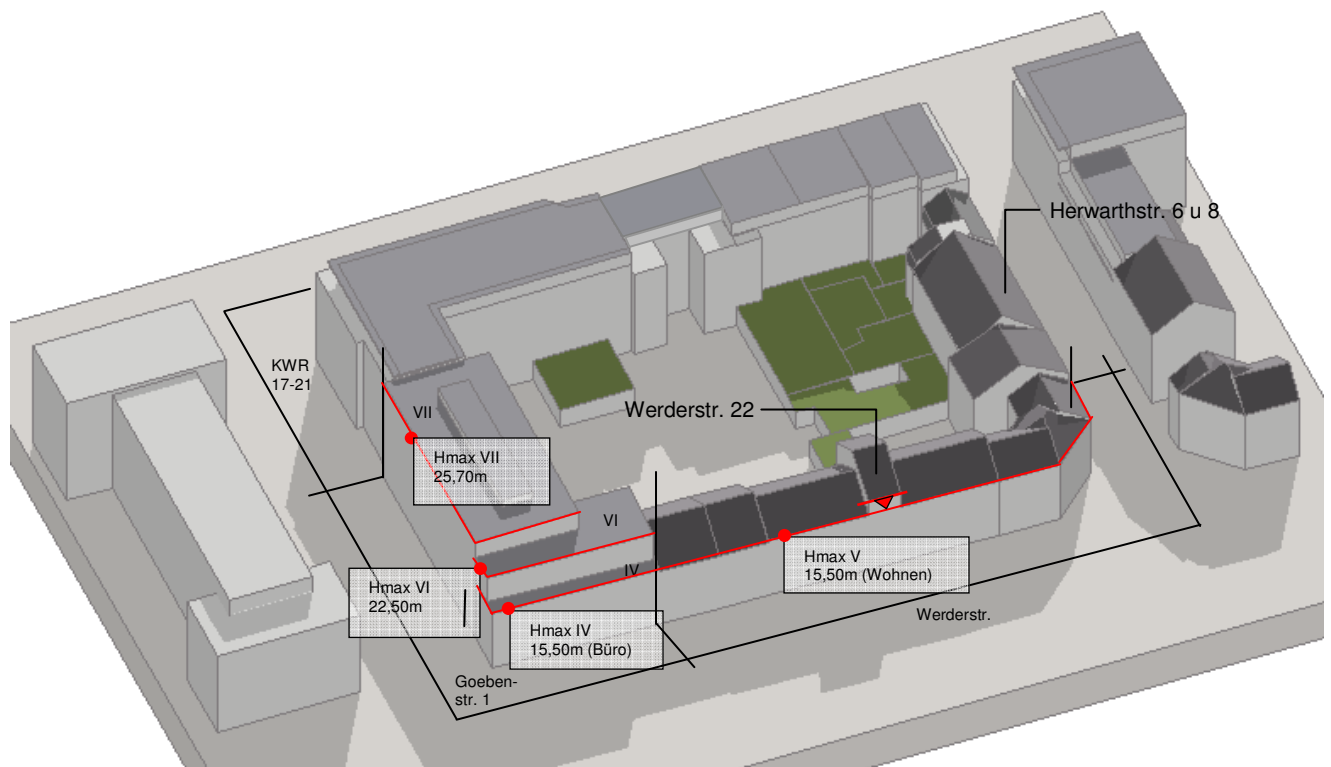 Herwarthstr. 6 u 8
KWR
17-21
VII
Werderstr. 22
Hmax VII
25,70m
VI
IV
Hmax V
15,50m (Wohnen)
Hmax VI
22,50m
Werderstr.
Hmax IV
15,50m (Büro)
Goeben-
str. 1